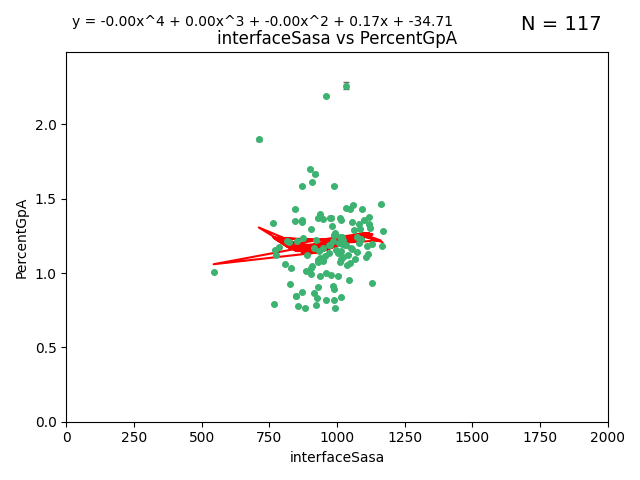 y = -0.00x^4 + 0.00x^3 + -0.00x^2 + 0.17x + -34.71
N = 117
interfaceSasa vs PercentGpA
PercentGpA
2.0
1.5
1.0
0.5
0.0
0 250 500 750 1000 1250 1500 1750 2000
interfaceSasa